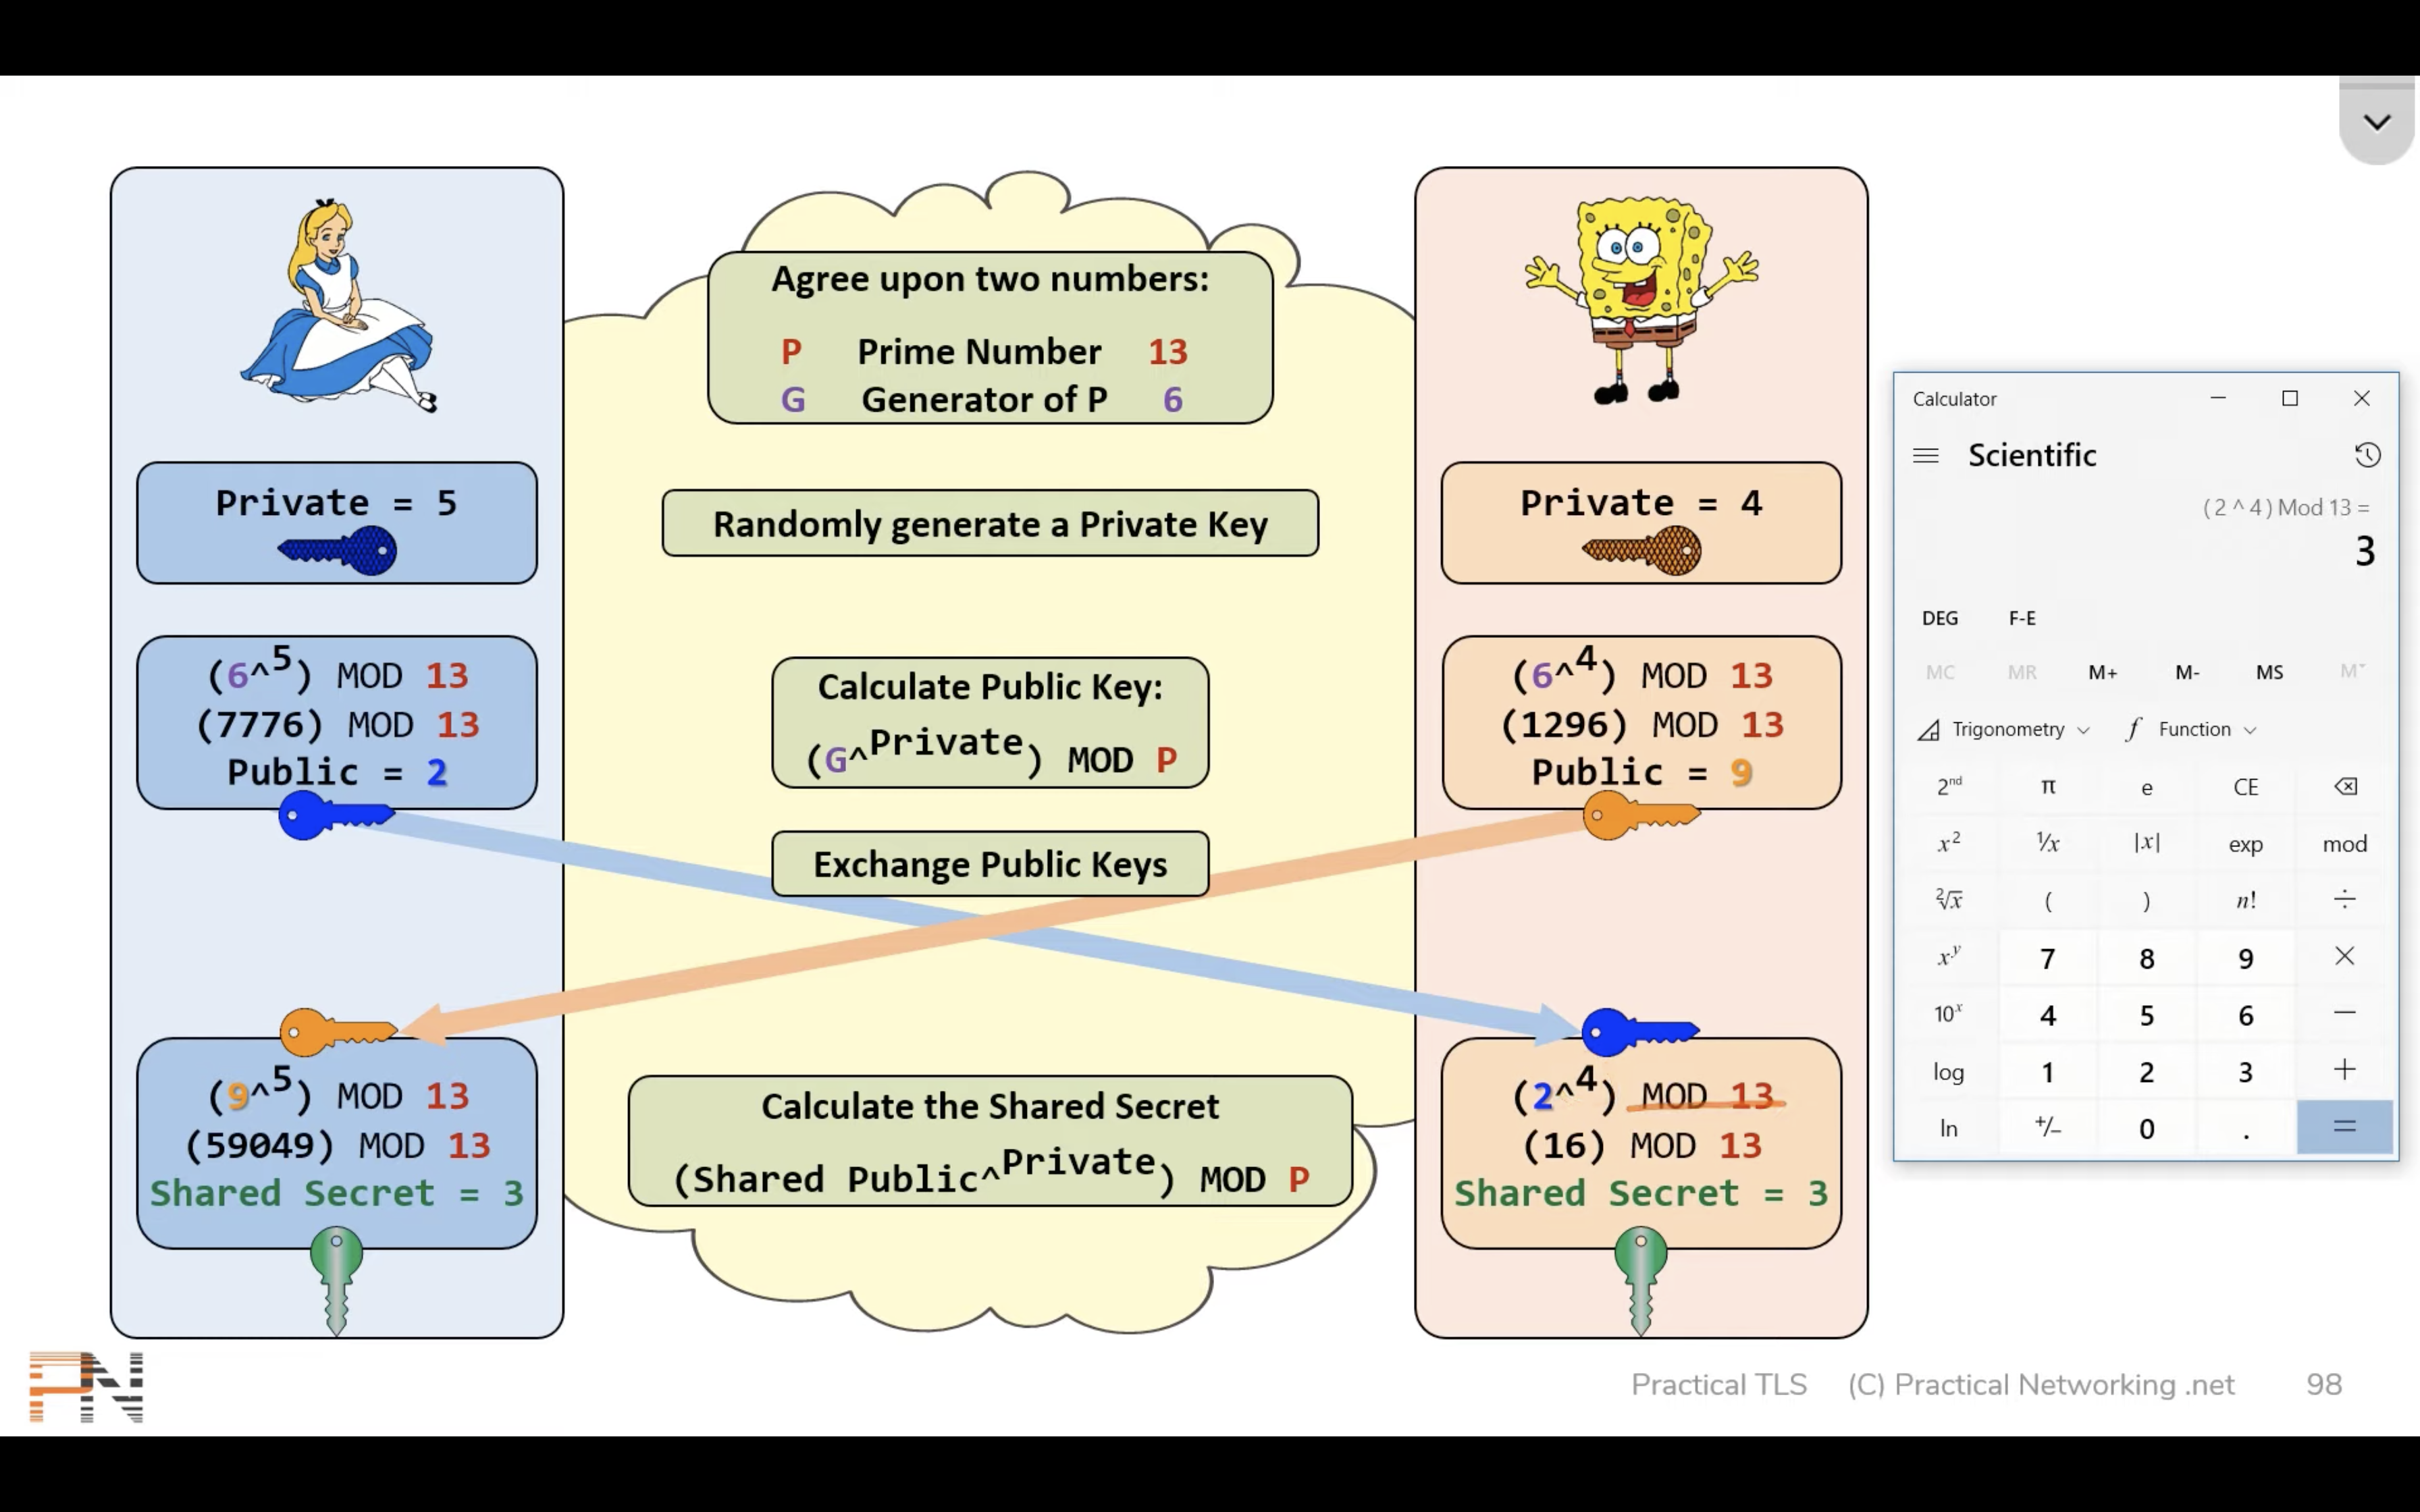 Agree upon two numbers:
P Prime Number 13
G Generator of P 6
Private = 5
Randomly generate a Private Key
Private = 4
(6^5) MOD 13
(7776) MOD 13
Public = 2
Calculate Public Key:
(G^Private) MOD P
(6^4) MOD 13
(1296) MOD 13
Public = 9
Exchange Public Keys
(9^5) MOD 13
(59049) MOD 13
Shared Secret = 3
Calculate the Shared Secret
(Shared Public^Private) MOD P
(2^4) MOD 13
(16) MOD 13
Shared Secret = 3
Calculator
Scientific
(2 ^ 4) Mod 13 =
3
DEG F-E
MC MR M+ M- MS M˅
Trigonometry f Function
2nd π e CE
x² ¹/x |x| exp mod
²√x ( ) n! ÷
xʸ 7 8 9 ×
10ˣ 4 5 6 −
log 1 2 3 +
ln +/− 0 . =
PN
Practical TLS (C) Practical Networking .net 98